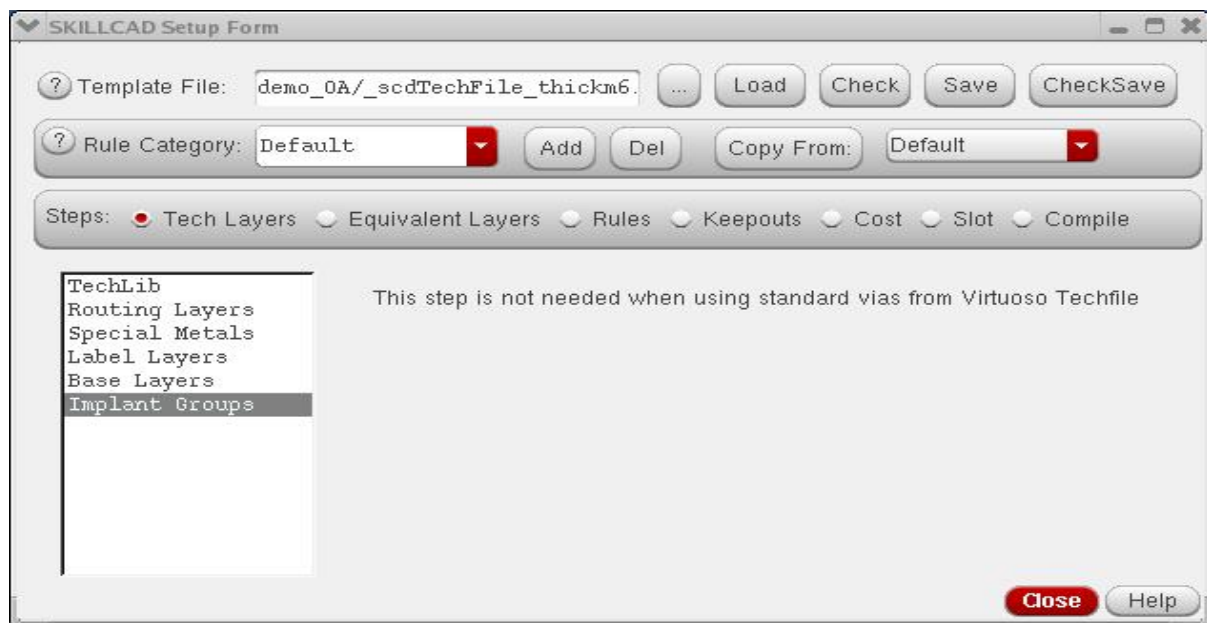 SKILLCAD Setup Form
? Template File: demo_OA/_scdTechFile_thickm6. ... Load Check Save CheckSave
? Rule Category: Default Add Del Copy From: Default
Steps: Tech Layers Equivalent Layers Rules Keepouts Cost Slot Compile
TechLib
Routing Layers
Special Metals
Label Layers
Base Layers
Implant Groups
This step is not needed when using standard vias from Virtuoso Techfile
Close Help